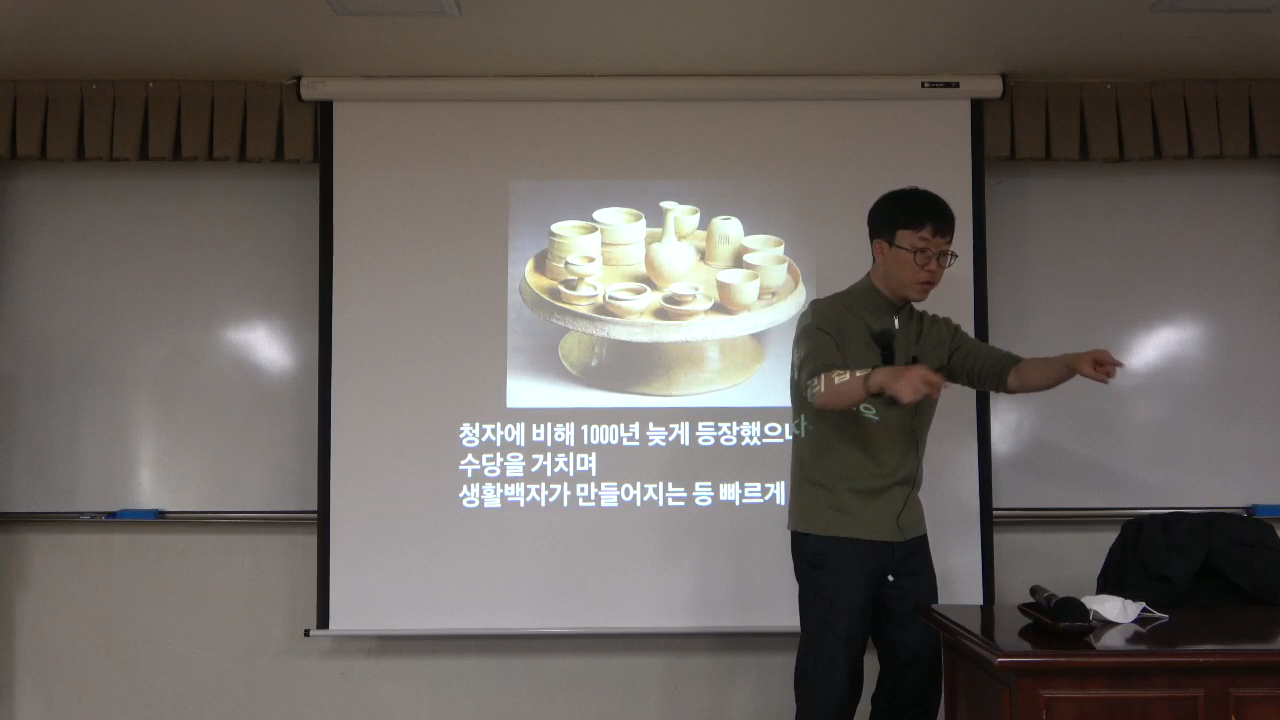 청자에 비해 1000년 늦게 등장했으나
수당을 거치며
생활백자가 만들어지는 등 빠르게